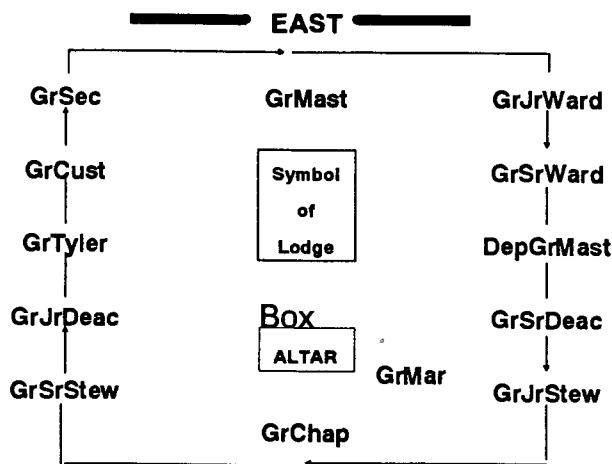 EAST
GrSec GrMast GrJrWard
GrCust Symbol GrSrWard
of
GrTyler Lodge DepGrMast
GrJrDeac Box GrSrDeac
ALTAR
GrSrStew GrMar GrJrStew
GrChap